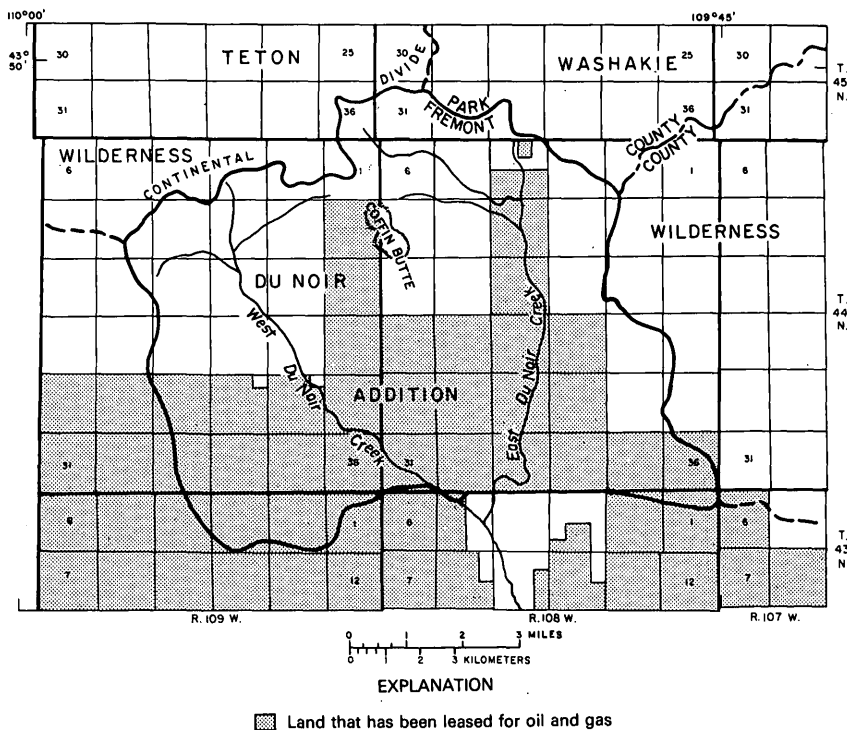 110°00'
109°45'
43°
50'
30
TETON
25
30
DIVIDE
WASHAKIE
25
30
T.
45
N.
31
36
31
PARK
FREMONT
36
31
COUNTY
COUNTY
WILDERNESS
6
CONTINENTAL
1
6
1
6
COFFIN BUTTE
WILDERNESS
DU NOIR
West
Du Noir
Creek
ADDITION
East
Du Noir
Creek
T.
44
N.
31
36
31
36
31
6
1
6
1
6
T.
43
N.
7
12
7
12
7
R. 109 W.
R. 108 W.
R. 107 W.
0 1 2 3 MILES
0 1 2 3 KILOMETERS
EXPLANATION
Land that has been leased for oil and gas